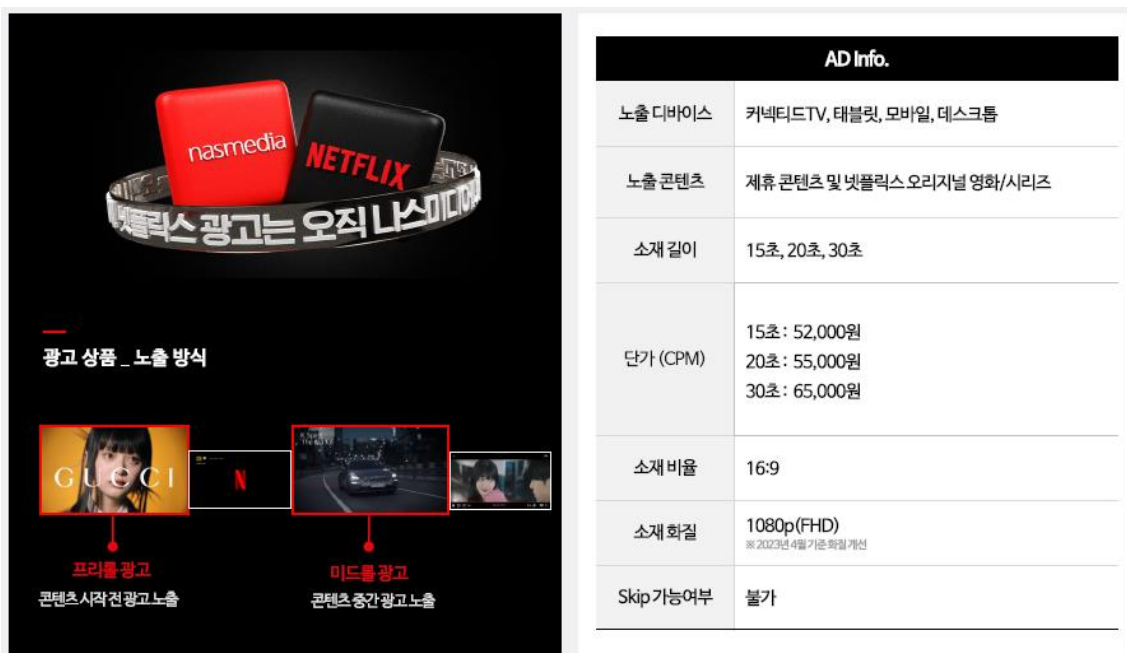 nasmedia
NETFLIX
넷플릭스 광고는 오직 나스미디어
광고 상품 _ 노출 방식
GUCCI
N
프리롤 광고
콘텐츠 시작 전 광고 노출
미드롤 광고
콘텐츠 중간 광고 노출
AD Info.
노출 디바이스
커넥티드TV, 태블릿, 모바일, 데스크톱
노출 콘텐츠
제휴 콘텐츠 및 넷플릭스 오리지널 영화/시리즈
소재 길이
15초, 20초, 30초
단가 (CPM)
15초 : 52,000원
20초 : 55,000원
30초 : 65,000원
소재 비율
16:9
소재 화질
1080p(FHD)
※ 2023년 4월 기준 화질 개선
Skip 가능여부
불가